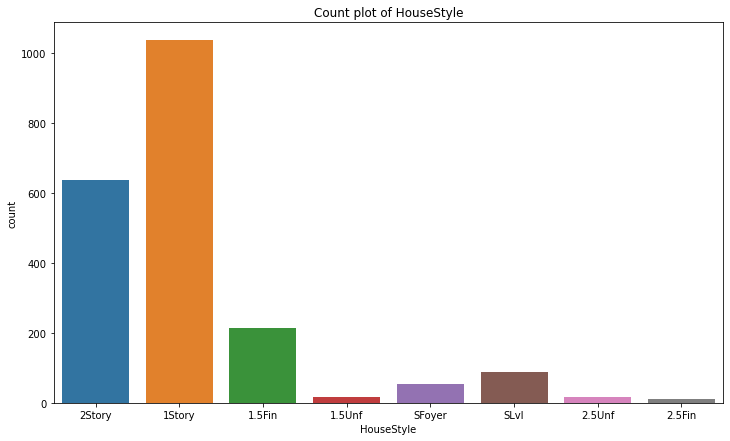 Count plot of HouseStyle
1000
800
600
400
200
0
count
2Story 1Story 1.5Fin 1.5Unf SFoyer SLvl 2.5Unf 2.5Fin
HouseStyle